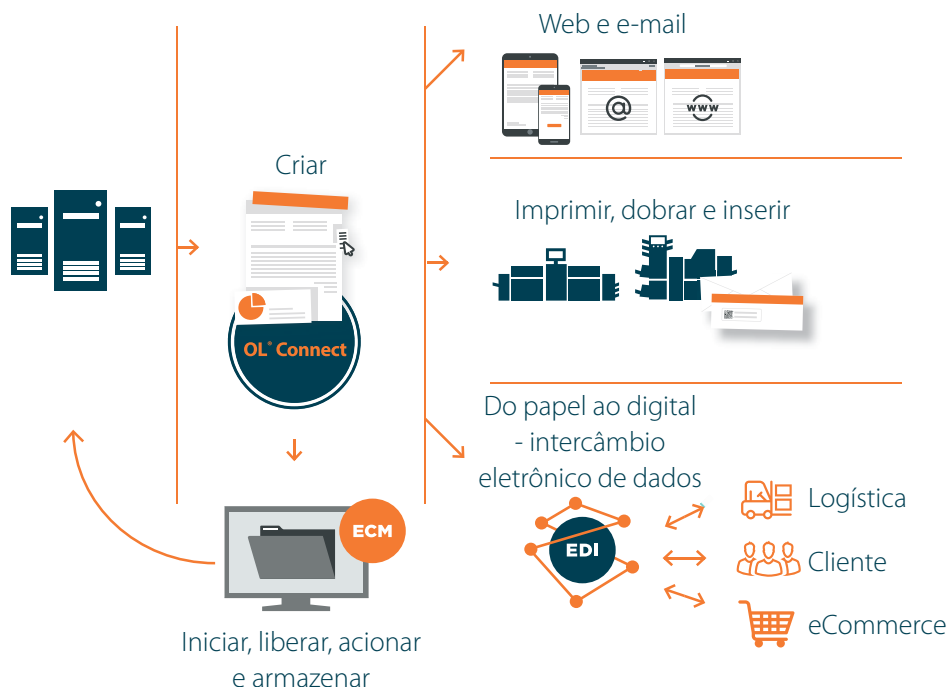 Web e e-mail
@
www
Criar
Imprimir, dobrar e inserir
OL® Connect
Do papel ao digital
- intercâmbio
eletrônico de dados
ECM
EDI
Logística
Cliente
eCommerce
Iniciar, liberar, acionar
e armazenar